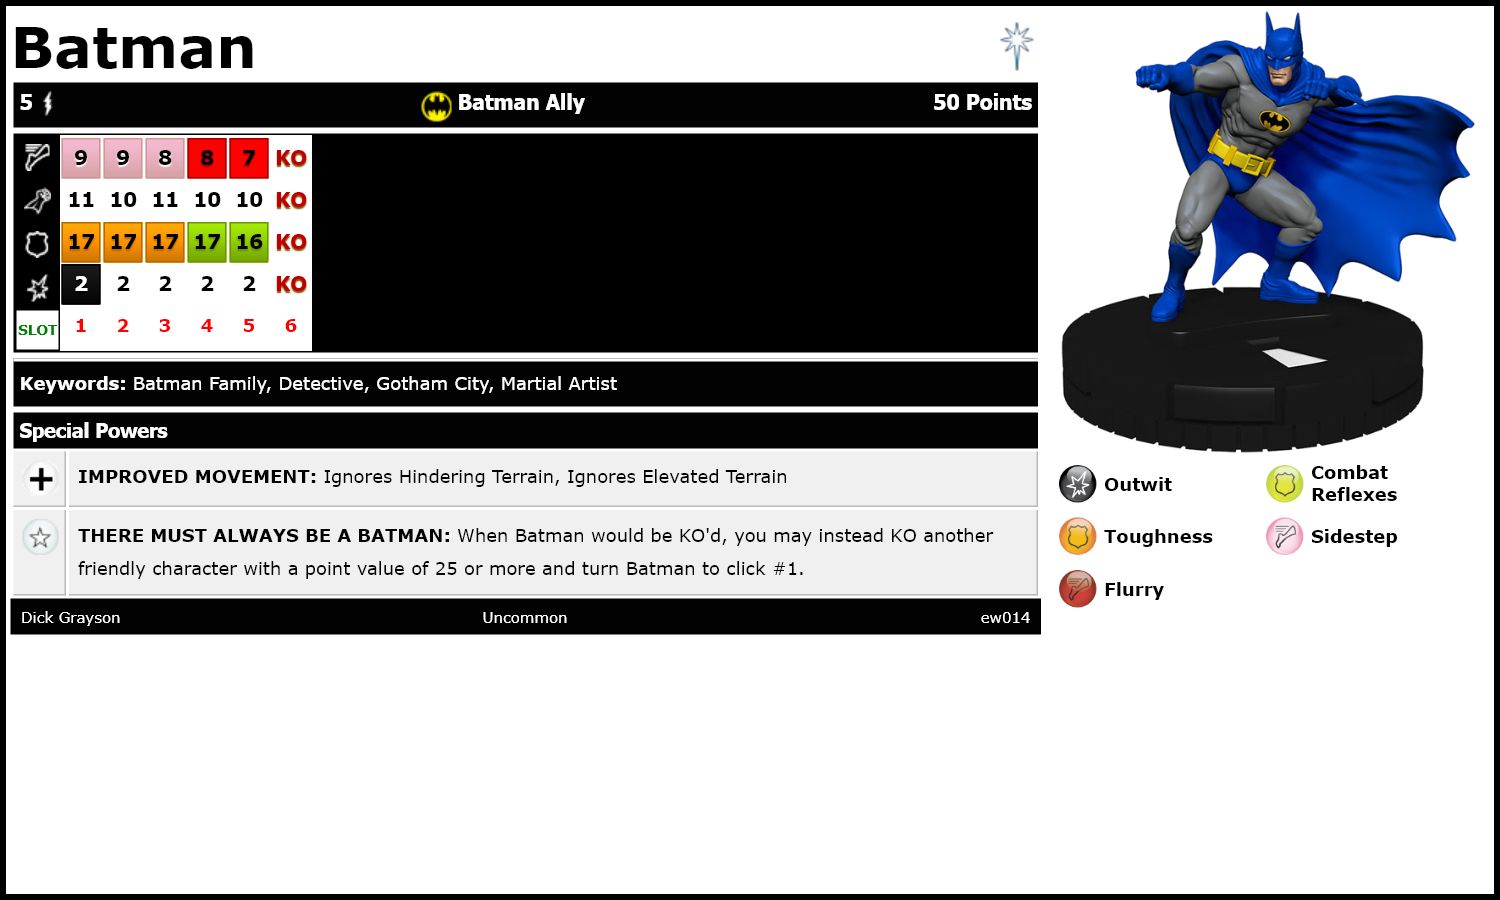 Batman
5 Batman Ally 50 Points
9 9 8 8 7 KO
11 10 11 10 10 KO
17 17 17 17 16 KO
2 2 2 2 2 KO
SLOT 1 2 3 4 5 6
Keywords: Batman Family, Detective, Gotham City, Martial Artist
Special Powers
IMPROVED MOVEMENT: Ignores Hindering Terrain, Ignores Elevated Terrain
THERE MUST ALWAYS BE A BATMAN: When Batman would be KO'd, you may instead KO another
friendly character with a point value of 25 or more and turn Batman to click #1.
Dick Grayson Uncommon ew014
Outwit
Combat
Reflexes
Toughness
Sidestep
Flurry